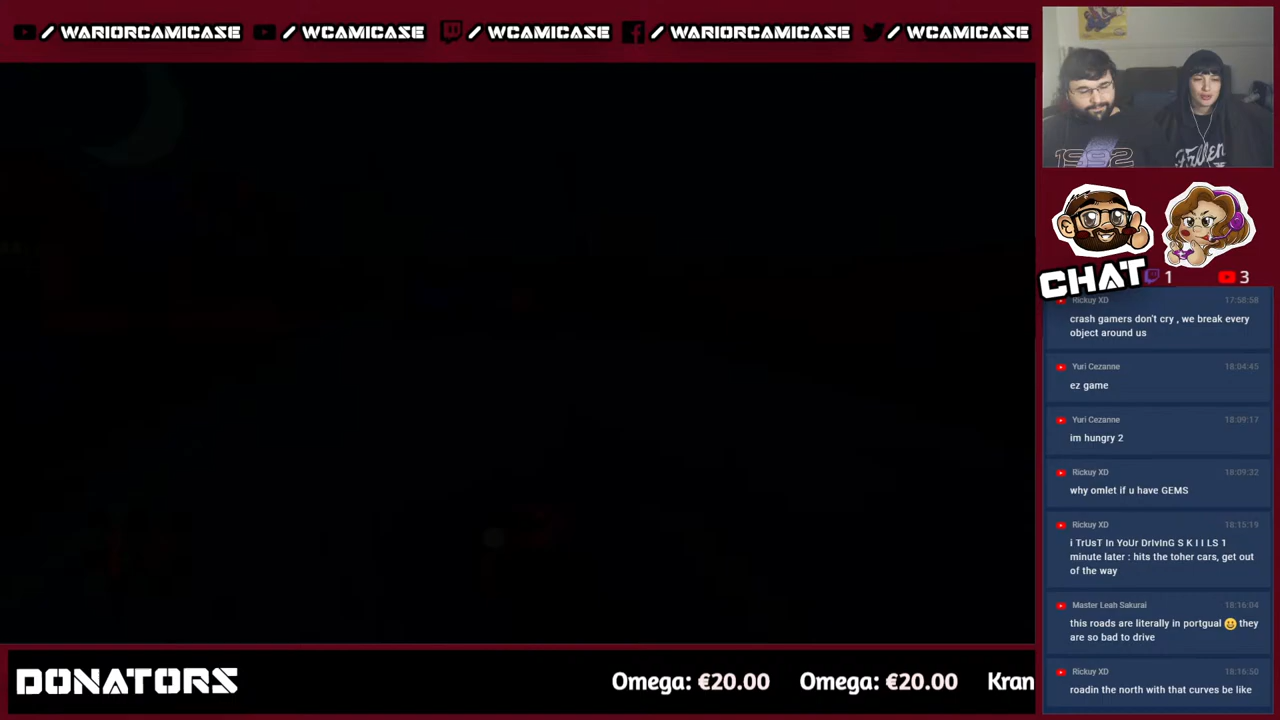 / WARIORCAMICASE / WCAMICASE / WCAMICASE / WARIORCAMICASE / WCAMICASE
1992
Fallen
CHAT 1 3
Rickuy XD 17:58:58
crash gamers don't cry , we break every
object around us
Yuri Cezanne 18:04:45
ez game
Yuri Cezanne 18:09:17
im hungry 2
Rickuy XD 18:09:32
why omlet if u have GEMS
Rickuy XD 18:15:19
i TrUsT In YoUr DrIvInG S K I I LS 1
minute later : hits the toher cars, get out
of the way
Master Leah Sakurai 18:16:04
this roads are literally in portgual 😃 they
are so bad to drive
Rickuy XD 18:16:50
roadin the north with that curves be like
DONATORS Omega: €20.00 Omega: €20.00 Kran